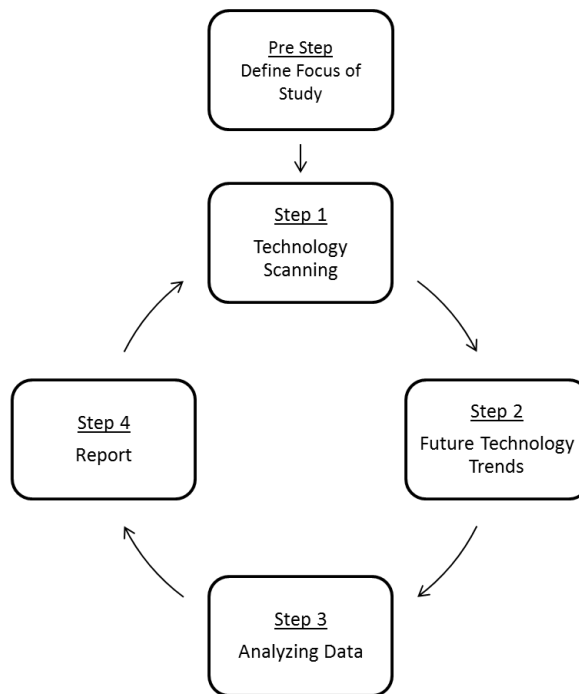 Pre Step
Define Focus of
Study
Step 1
Technology
Scanning
Step 2
Future Technology
Trends
Step 3
Analyzing Data
Step 4
Report